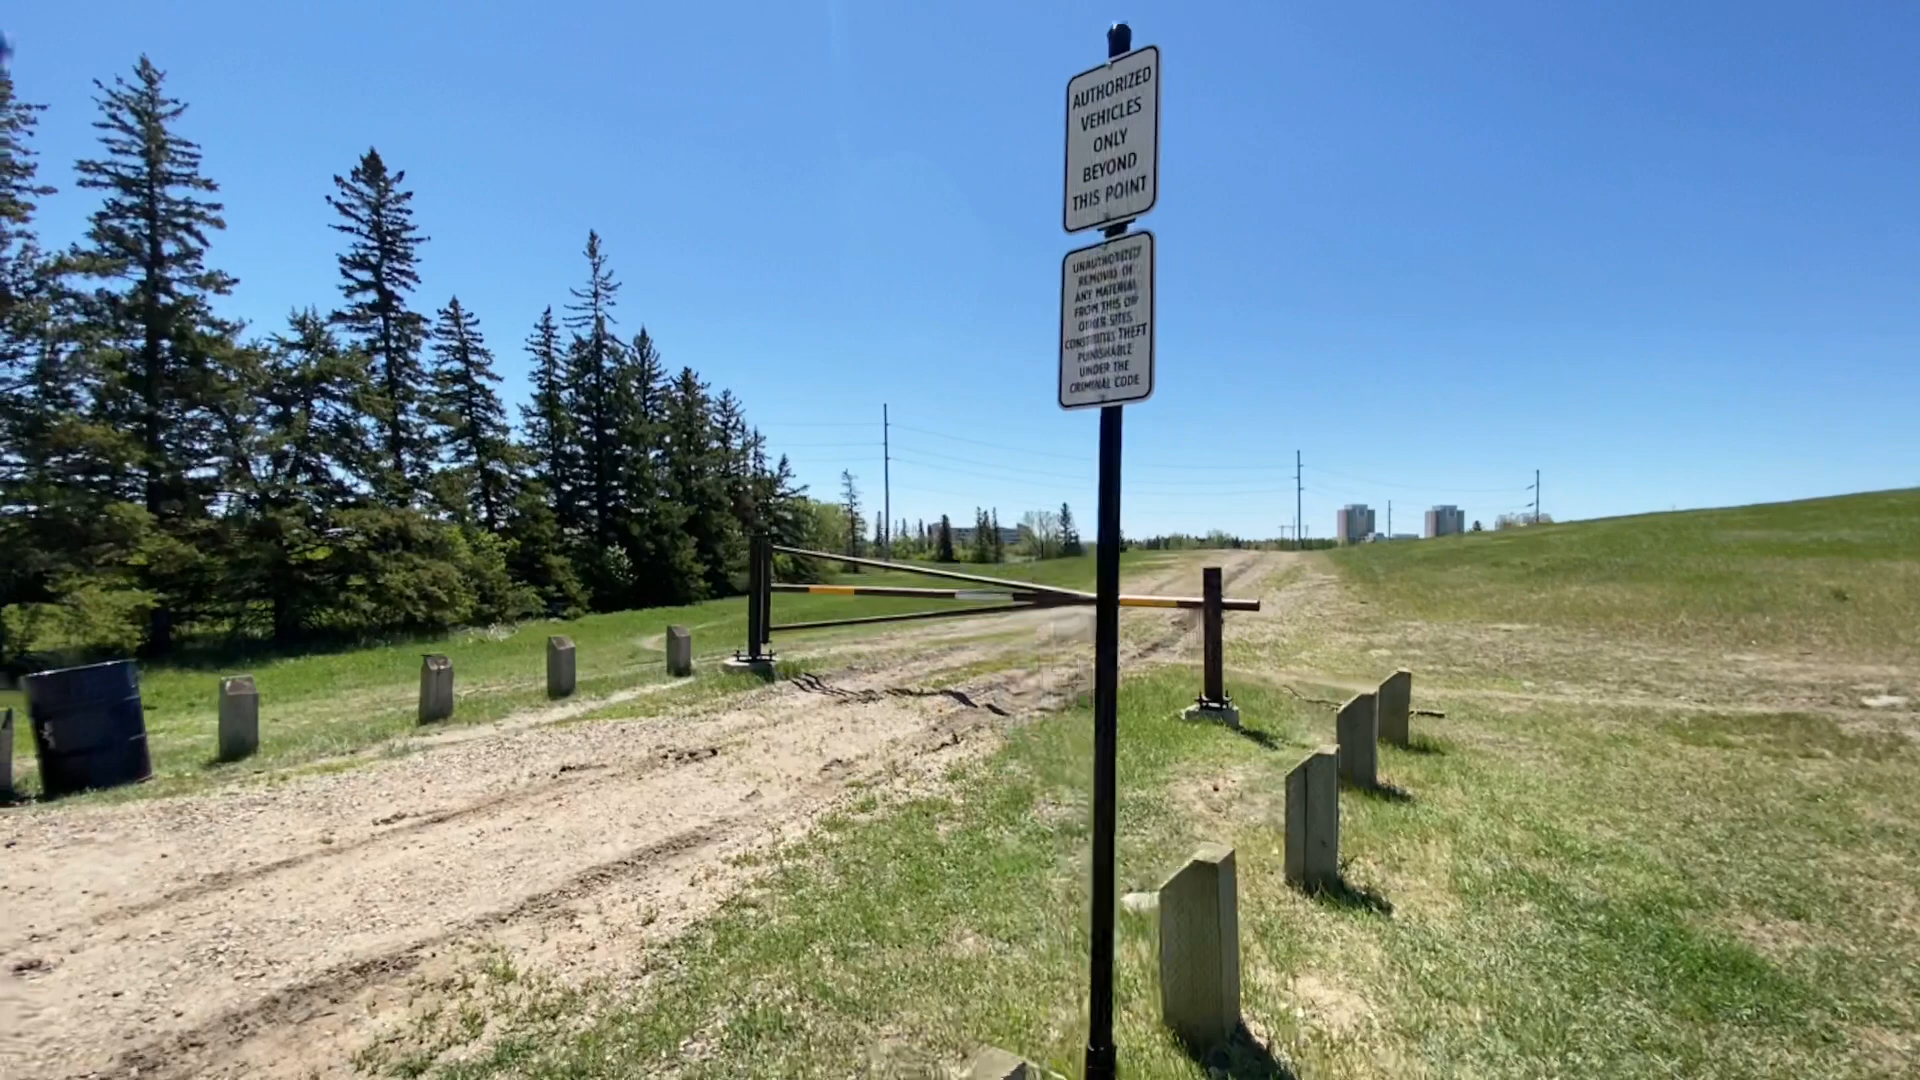 AUTHORIZED
VEHICLES
ONLY
BEYOND
THIS POINT
UNAUTHORIZED
REMOVAL OF
ANY MATERIAL
FROM THIS OR
OTHER SITES
CONSTITUTES THEFT
PUNISHABLE
UNDER THE
CRIMINAL CODE